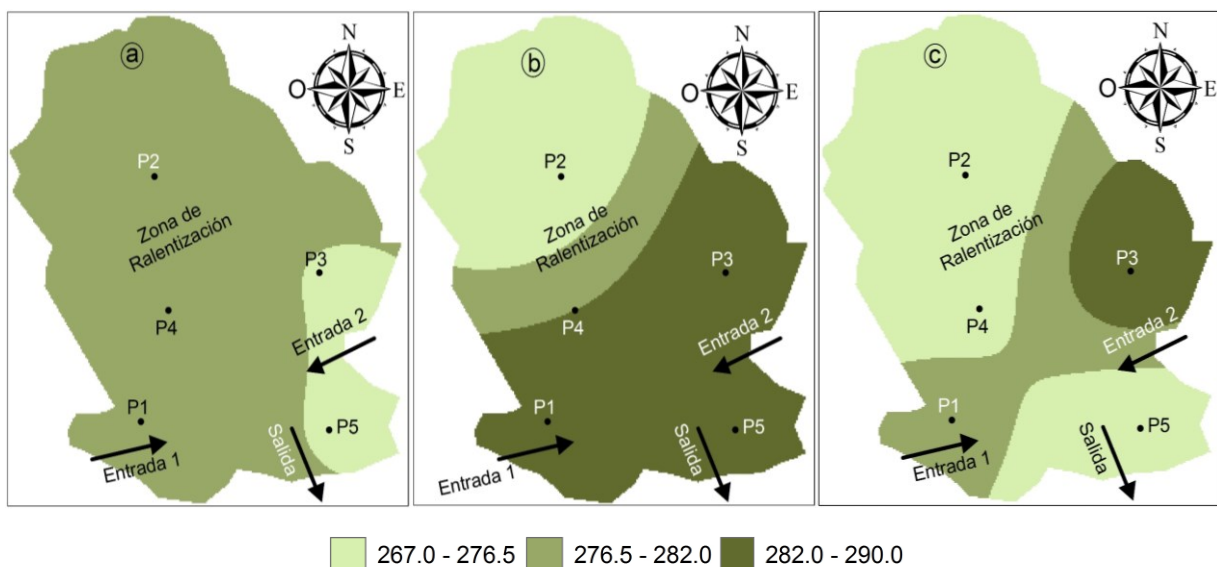 a
N
O
E
S
P2
Zona de
Ralentización
P3
P4
Entrada 2
P1
P5
Entrada 1
Salida
b
N
O
E
S
P2
Zona de
Ralentización
P3
P4
Entrada 2
P1
P5
Entrada 1
Salida
c
N
O
E
S
P2
Zona de
Ralentización
P3
P4
Entrada 2
P1
P5
Entrada 1
Salida
267.0 - 276.5 276.5 - 282.0 282.0 - 290.0